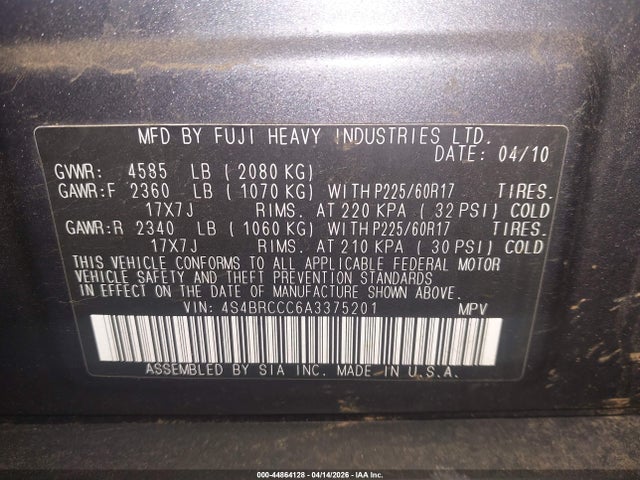 MFD BY FUJI HEAVY INDUSTRIES LTD.
DATE: 04/10
GVWR: 4585 LB ( 2080 KG)
GAWR:F 2360 LB ( 1070 KG) WITH P225/60R17 TIRES.
17X7J RIMS. AT 220 KPA ( 32 PSI) COLD
GAWR:R 2340 LB ( 1060 KG) WITH P225/60R17 TIRES.
17X7J RIMS. AT 210 KPA ( 30 PSI) COLD
THIS VEHICLE CONFORMS TO ALL APPLICABLE FEDERAL MOTOR
VEHICLE SAFETY AND THEFT PREVENTION STANDARDS
IN EFFECT ON THE DATE OF MANUFACTURE SHOWN ABOVE.
VIN: 4S4BRCCC6A3375201 MPV
ASSEMBLED BY SIA INC. MADE IN U.S.A.
000-44864128 - 04/14/2026 - IAA Inc.